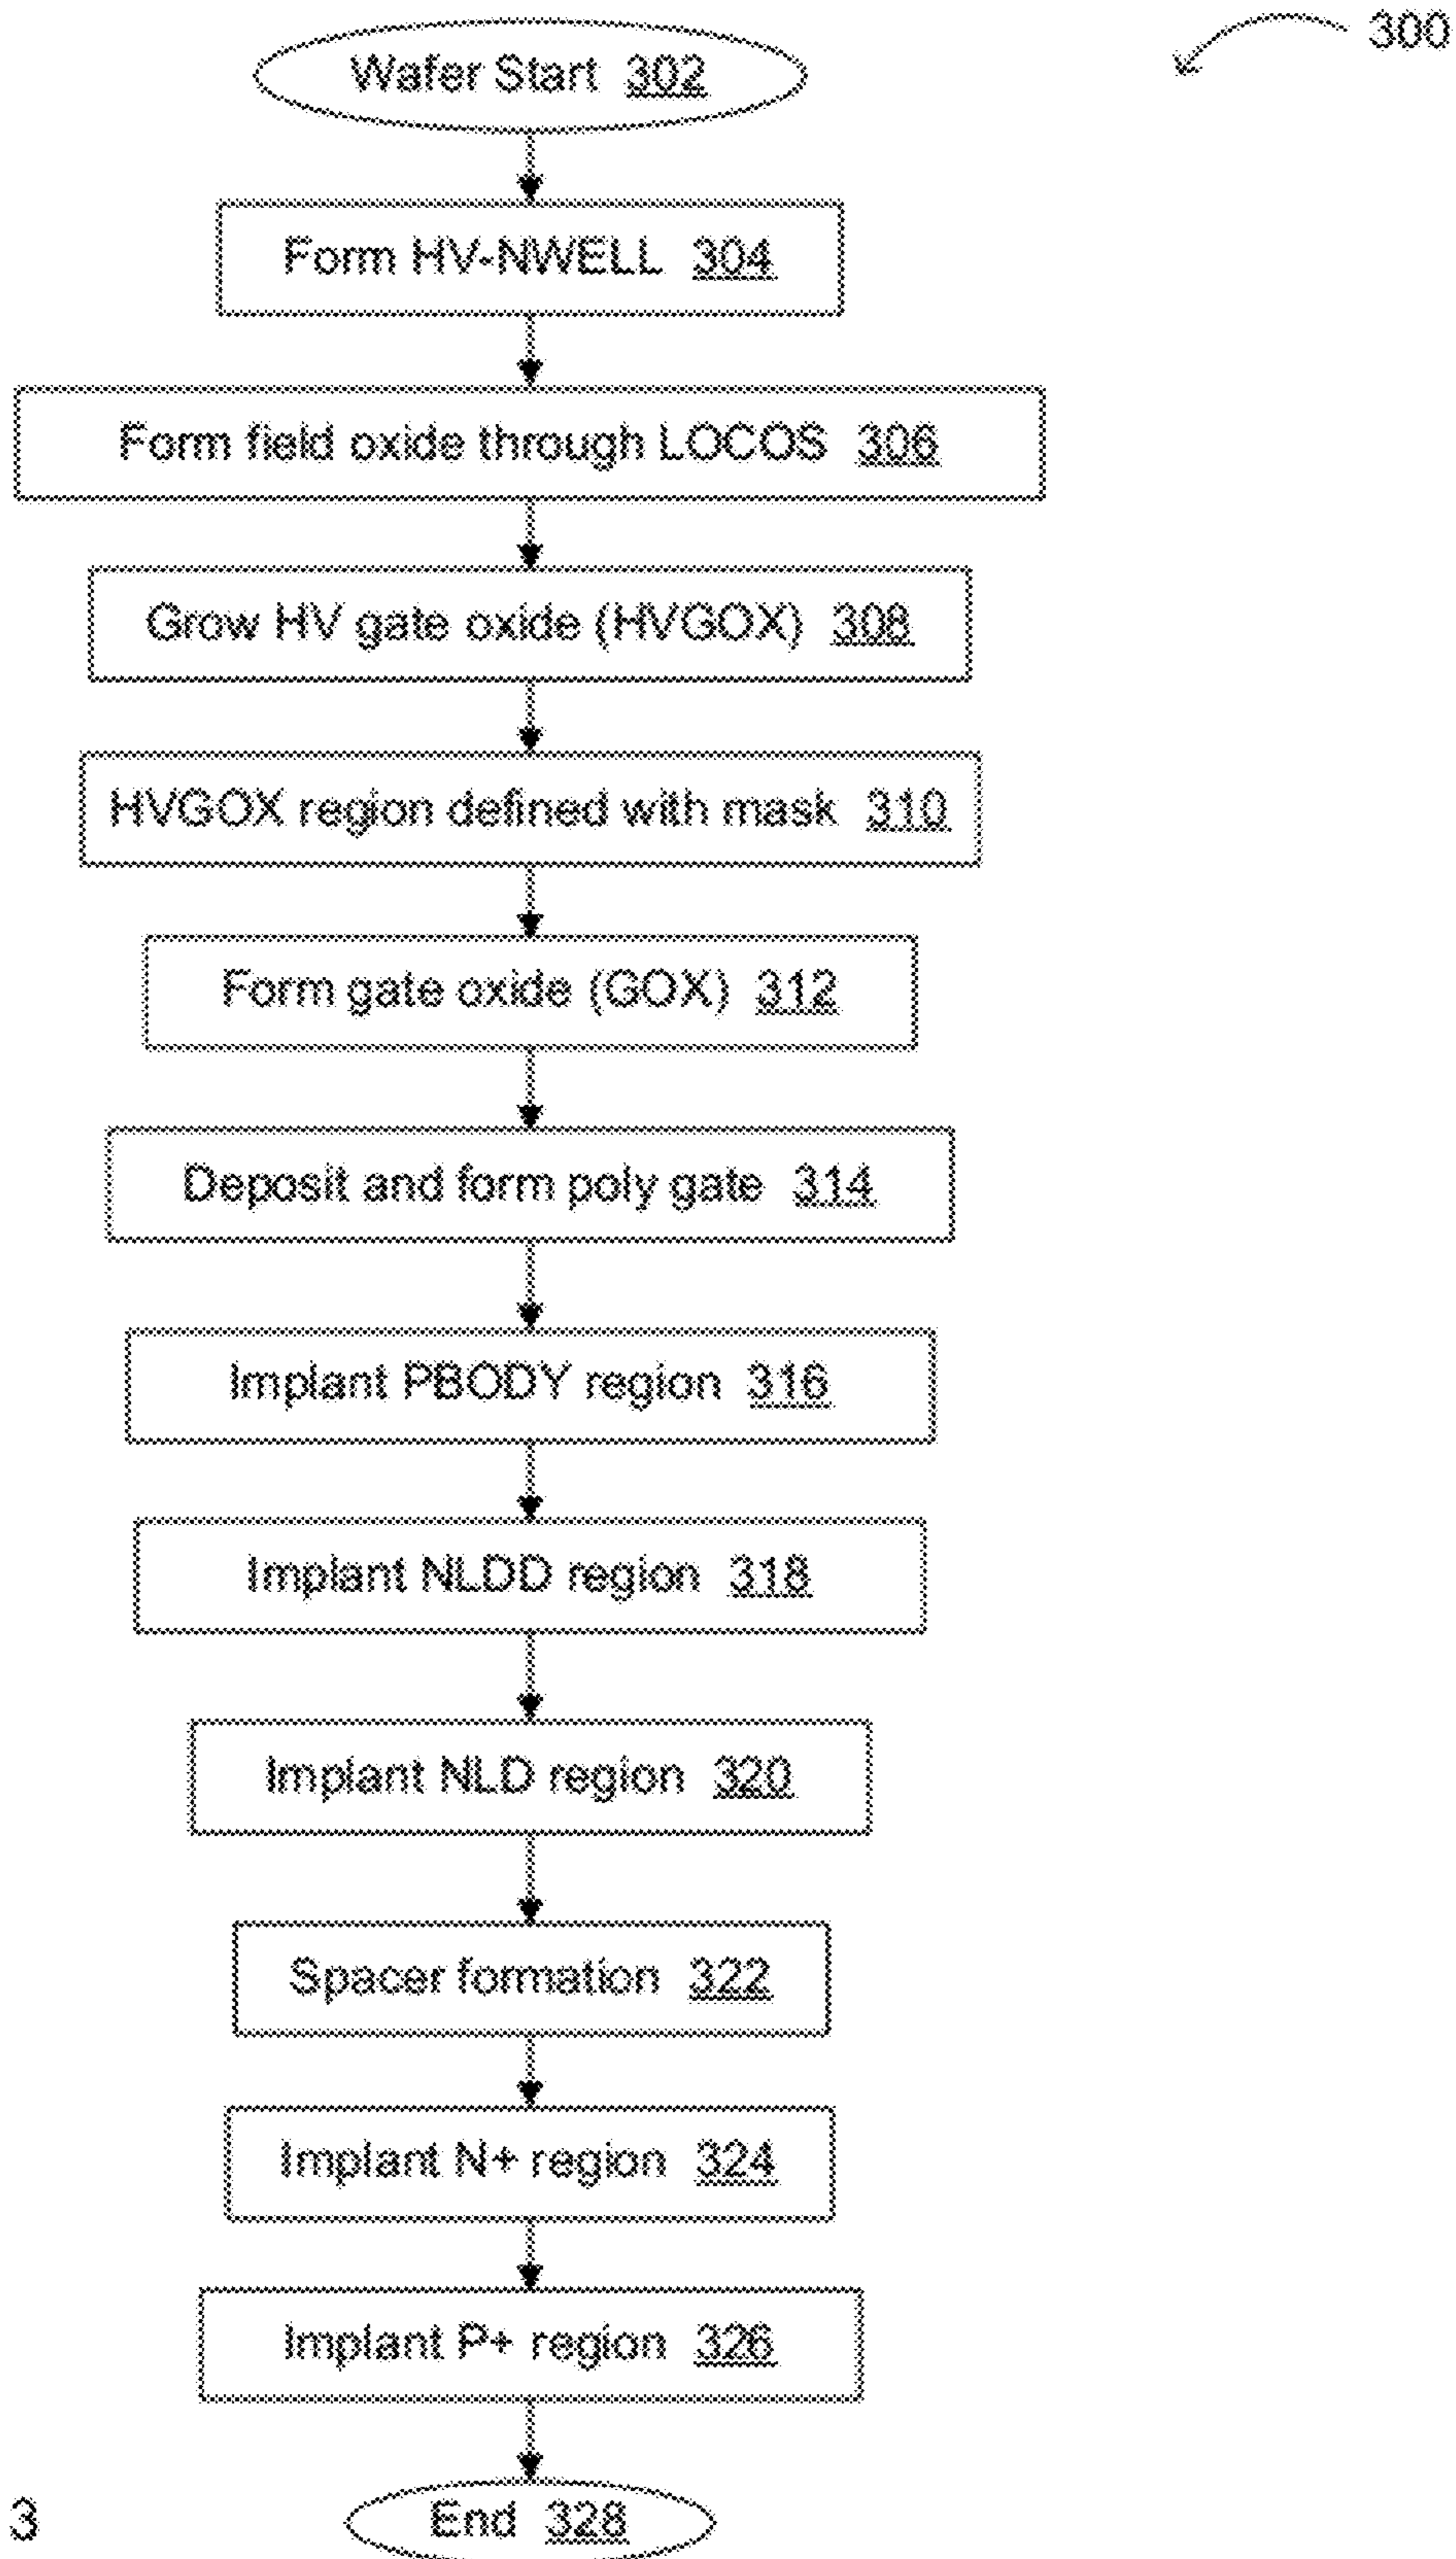 300
Wafer Start 302
Form HV-NWELL 304
Form field oxide through LOCOS 306
Grow HV gate oxide (HVGOX) 308
HVGOX region defined with mask 310
Form gate oxide (GOX) 312
Deposit and form poly gate 314
Implant PBODY region 316
Implant NLDD region 318
Implant NLD region 320
Spacer formation 322
Implant N+ region 324
Implant P+ region 326
End 328
3